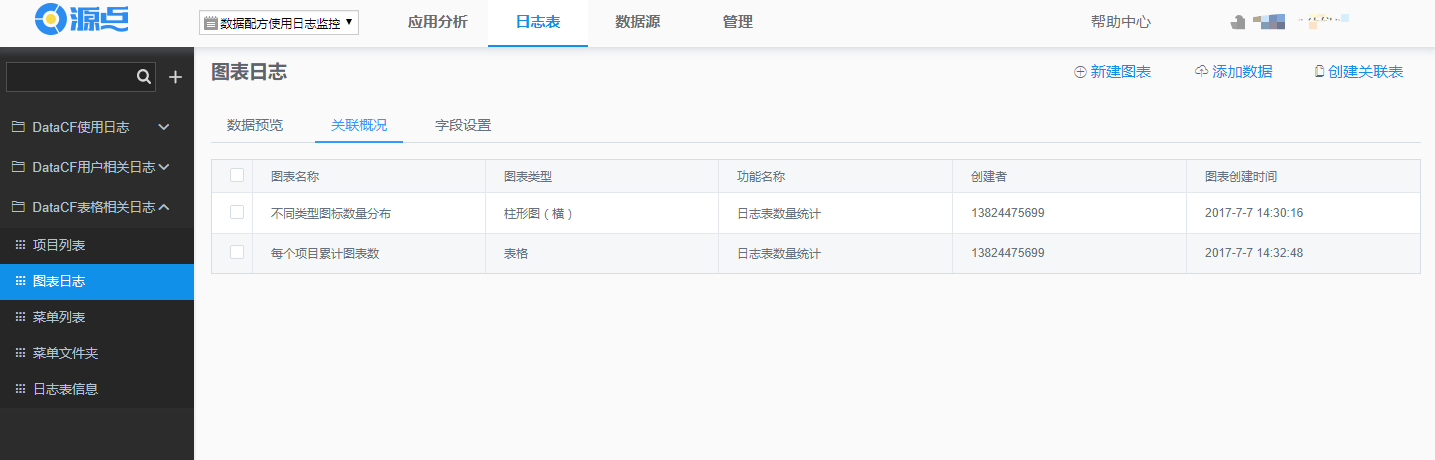 源点
数据配方使用日志监控
应用分析
日志表
数据源
管理
帮助中心
DataCF使用日志
DataCF用户相关日志
DataCF表格相关日志
项目列表
图表日志
菜单列表
菜单文件夹
日志表信息
图表日志
新建图表
添加数据
创建关联表
数据预览 关联概况 字段设置
图表名称 图表类型 功能名称 创建者 图表创建时间
不同类型图标数量分布 柱形图（横） 日志表数量统计 13824475699 2017-7-7 14:30:16
每个项目累计图表数 表格 日志表数量统计 13824475699 2017-7-7 14:32:48